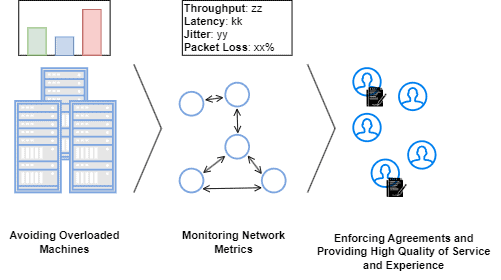 Throughput: zz
Latency: kk
Jitter: yy
Packet Loss: xx%
Avoiding Overloaded
Machines
Monitoring Network
Metrics
Enforcing Agreements and
Providing High Quality of Service
and Experience